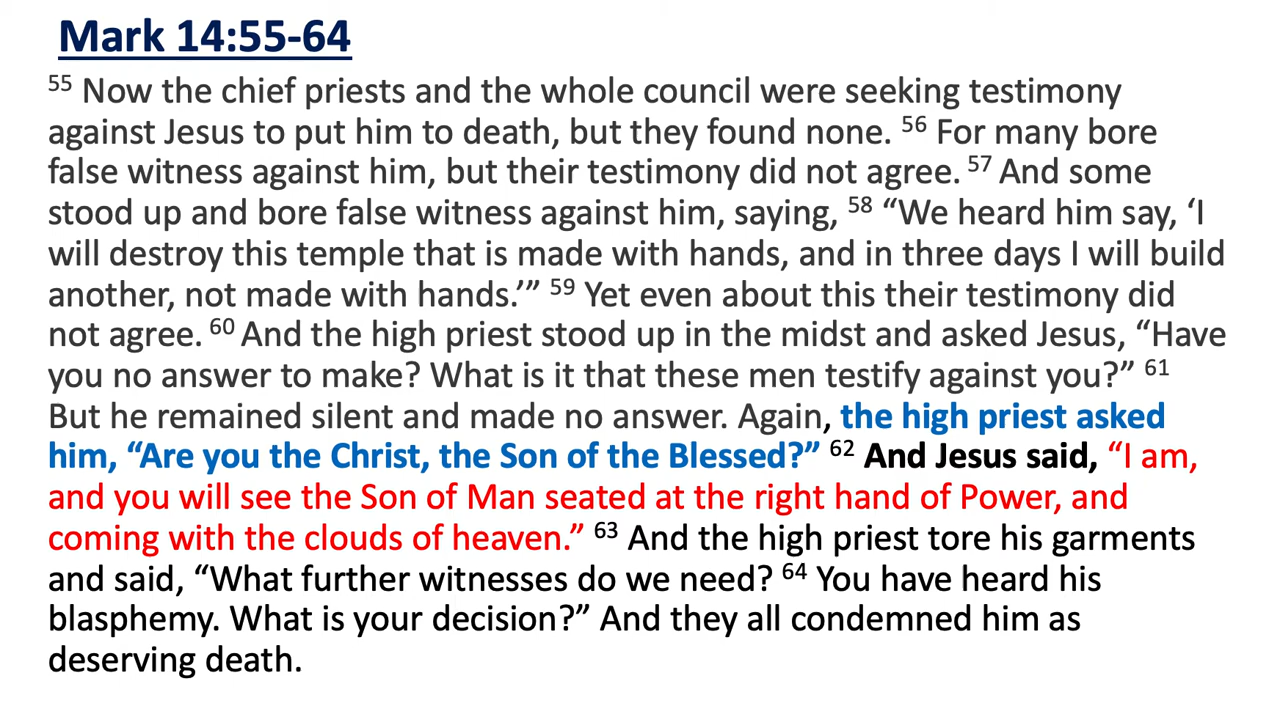 Mark 14:55-64
55 Now the chief priests and the whole council were seeking testimony
against Jesus to put him to death, but they found none. 56 For many bore
false witness against him, but their testimony did not agree. 57 And some
stood up and bore false witness against him, saying, 58 “We heard him say, ‘I
will destroy this temple that is made with hands, and in three days I will build
another, not made with hands.’” 59 Yet even about this their testimony did
not agree. 60 And the high priest stood up in the midst and asked Jesus, “Have
you no answer to make? What is it that these men testify against you?” 61
But he remained silent and made no answer. Again, the high priest asked
him, “Are you the Christ, the Son of the Blessed?” 62 And Jesus said, “I am,
and you will see the Son of Man seated at the right hand of Power, and
coming with the clouds of heaven.” 63 And the high priest tore his garments
and said, “What further witnesses do we need? 64 You have heard his
blasphemy. What is your decision?” And they all condemned him as
deserving death.